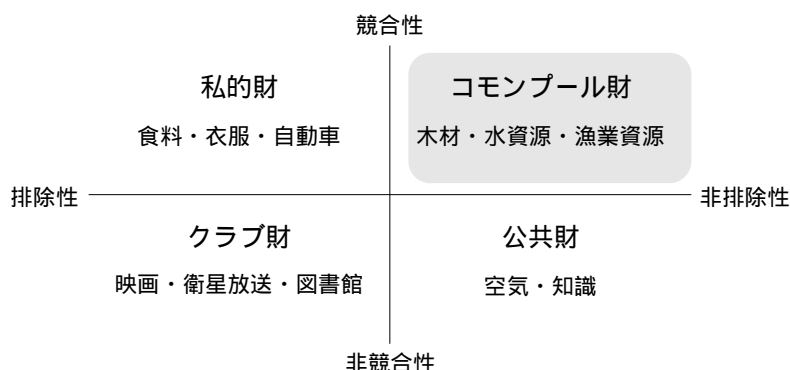 競合性
私的財
コモンプール財
食料・衣服・自動車
木材・水資源・漁業資源
排除性
非排除性
クラブ財
公共財
映画・衛星放送・図書館
空気・知識
非競合性